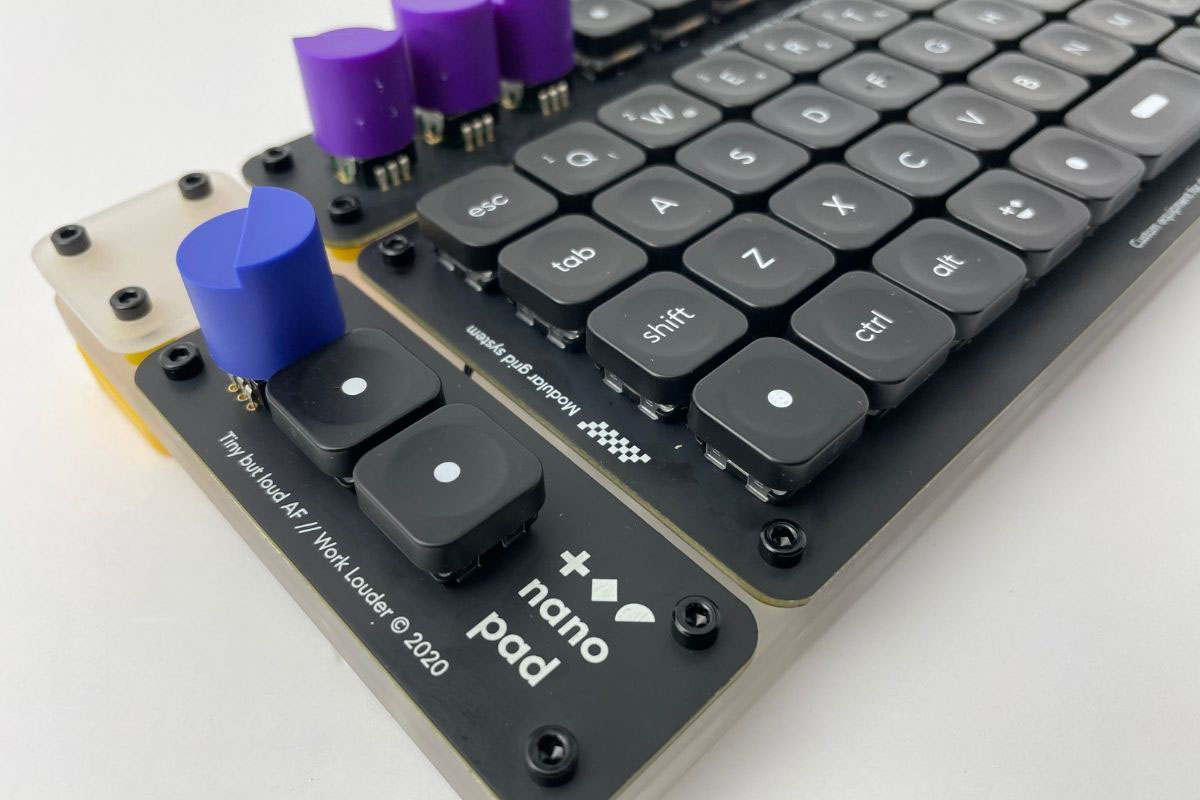 esc
Q
W
E
R
T
tab
A
S
D
F
G
H
shift
Z
X
C
V
B
N
M
ctrl
alt
Modular grid system
Tiny but loud AF // Work Louder © 2020
nano
pad